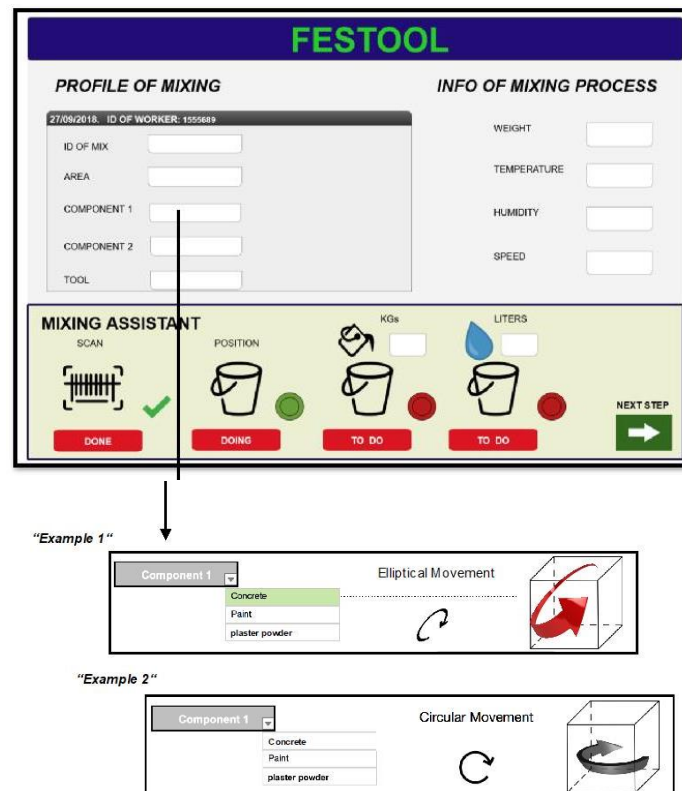 FESTOOL
PROFILE OF MIXING
INFO OF MIXING PROCESS
27/09/2018. ID OF WORKER: 1555689
ID OF MIX
AREA
COMPONENT 1
COMPONENT 2
TOOL
WEIGHT
TEMPERATURE
HUMIDITY
SPEED
MIXING ASSISTANT
SCAN
POSITION
KGs
LITERS
DONE
DOING
TO DO
TO DO
NEXT STEP
"Example 1"
Component 1
Concrete
Paint
plaster powder
Elliptical Movement
"Example 2"
Component 1
Concrete
Paint
plaster powder
Circular Movement